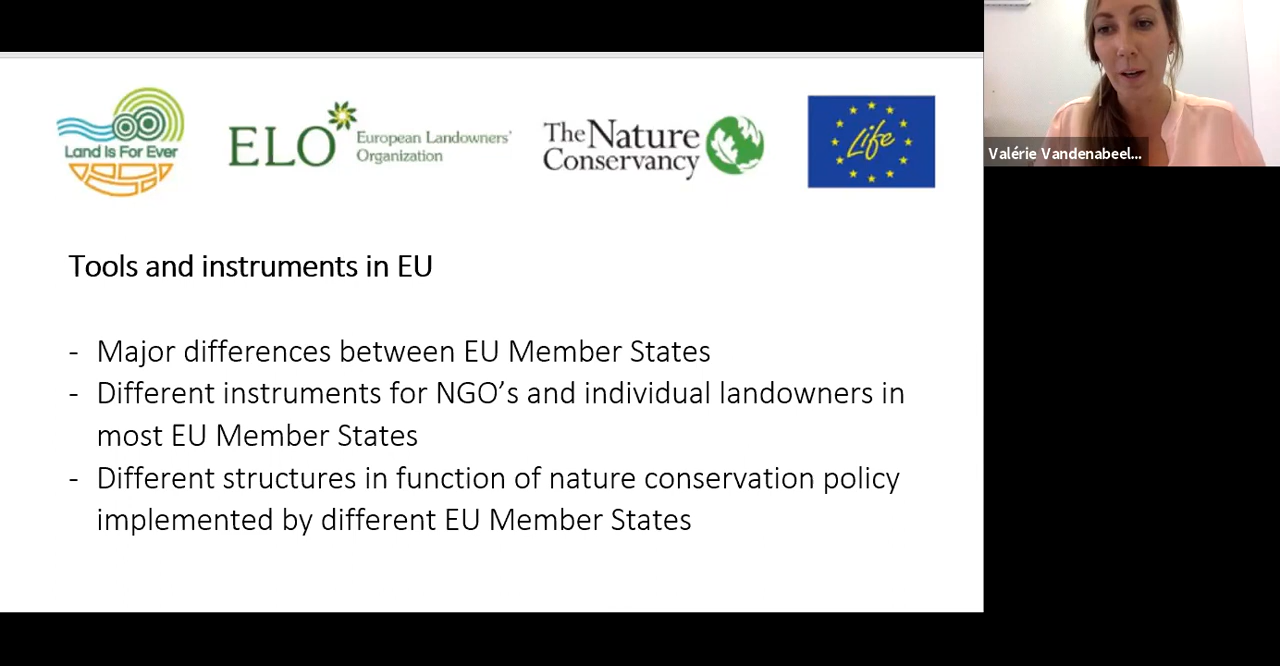 Land Is For Ever
ELO
European Landowners'
Organization
The Nature
Conservancy
Life
Tools and instruments in EU
- Major differences between EU Member States
- Different instruments for NGO's and individual landowners in
most EU Member States
- Different structures in function of nature conservation policy
implemented by different EU Member States
Valérie Vandenabeel...